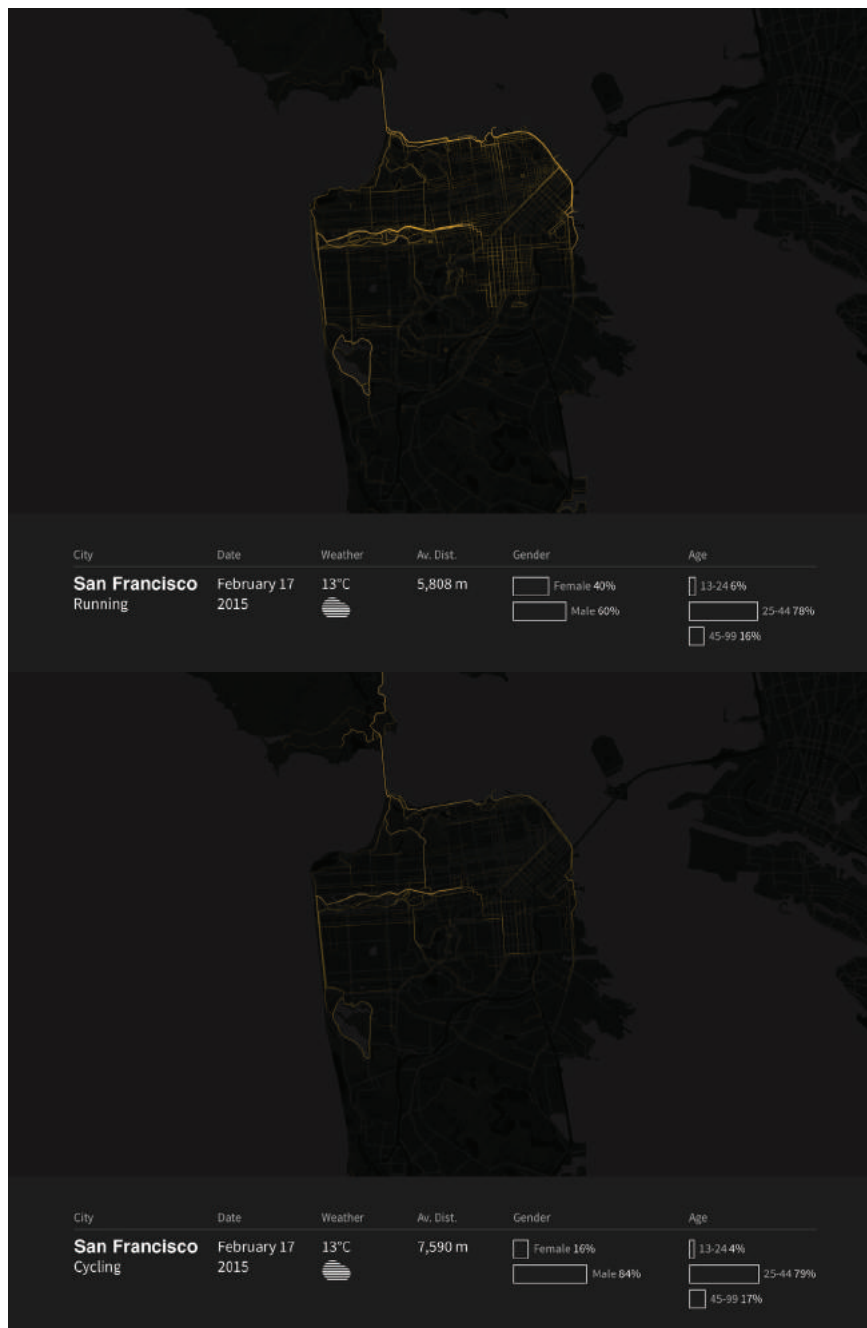 City Date Weather Av. Dist. Gender Age
San Francisco February 17 13°C 5,808 m Female 40% 13-24 6%
Running 2015 Male 60% 25-44 78%
45-99 16%
City Date Weather Av. Dist. Gender Age
San Francisco February 17 13°C 7,590 m Female 16% 13-24 4%
Cycling 2015 Male 84% 25-44 79%
45-99 17%